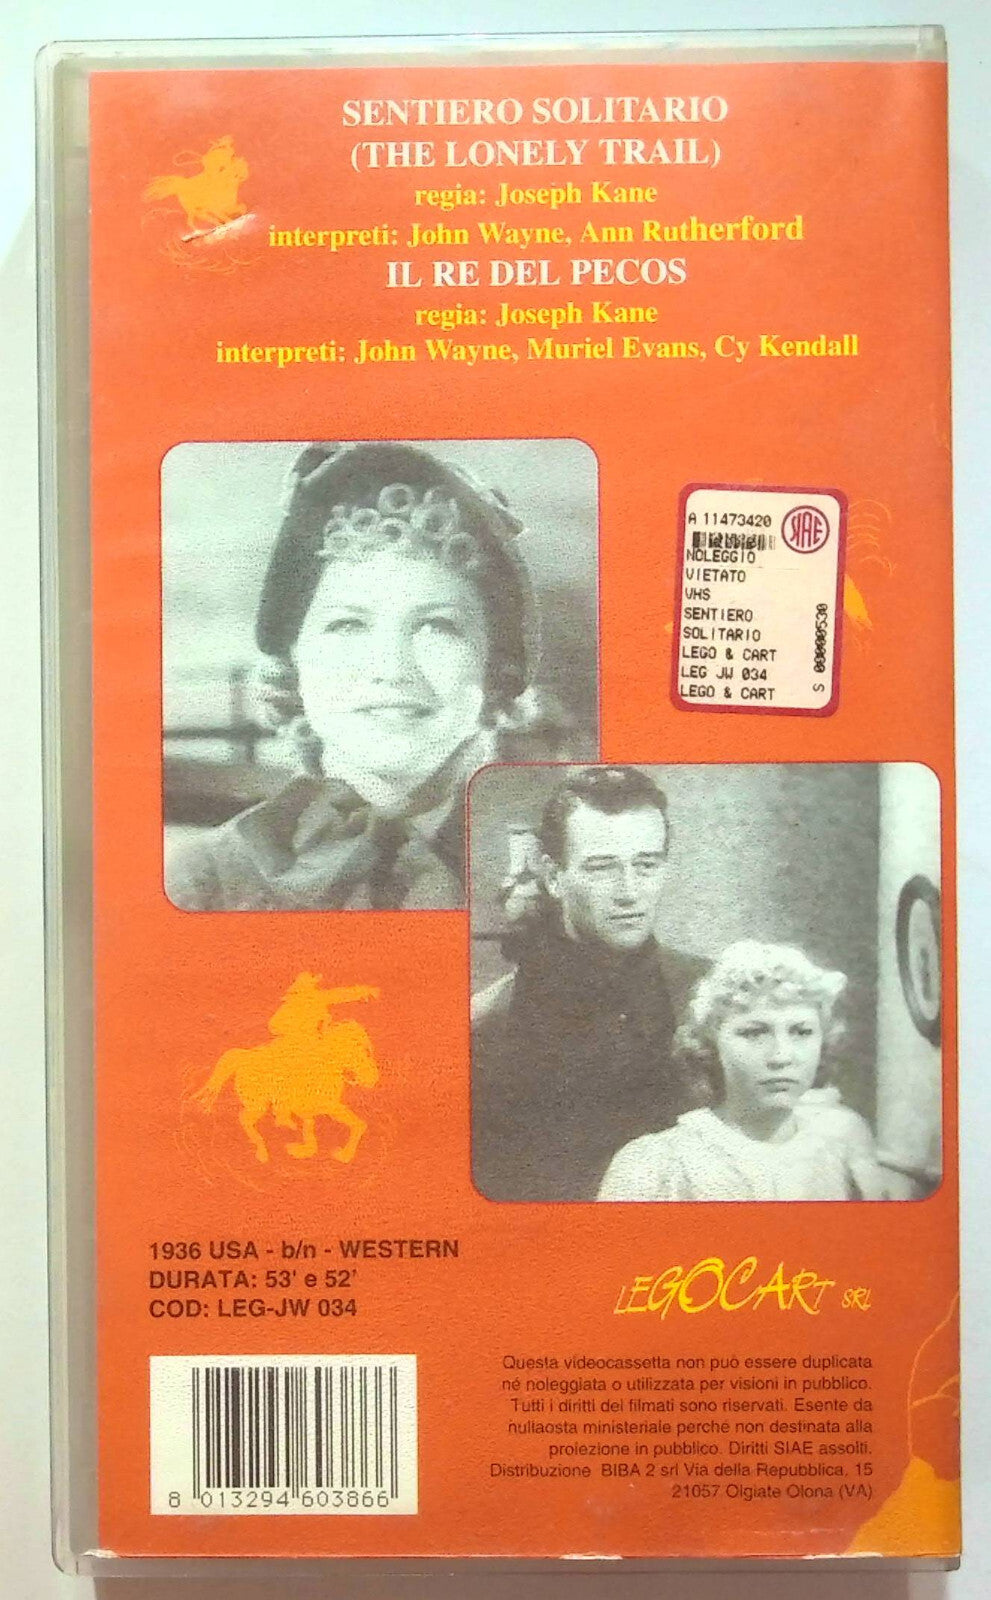 SENTIERO SOLITARIO
(THE LONELY TRAIL)
regia: Joseph Kane
interpreti: John Wayne, Ann Rutherford
IL RE DEL PECOS
regia: Joseph Kane
interpreti: John Wayne, Muriel Evans, Cy Kendall
A 11473420
SIAE
NOLEGGIO
VIETATO
VHS
SENTIERO
SOLITARIO
LEGO & CART
LEG JW 034
LEGO & CART
S 00000530
1936 USA - b/n - WESTERN
DURATA: 53' e 52'
COD: LEG-JW 034
LEGOCART SRL
Questa videocassetta non può essere duplicata
né noleggiata o utilizzata per visioni in pubblico.
Tutti i diritti dei filmati sono riservati. Esente da
nullaosta ministeriale perchè non destinata alla
proiezione in pubblico. Diritti SIAE assolti.
Distribuzione BIBA 2 srl Via della Repubblica, 15
21057 Olgiate Olona (VA)
8 013294 603866